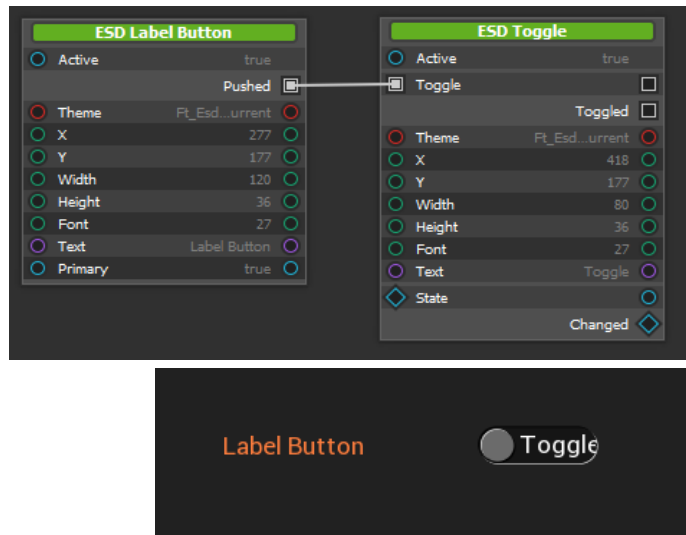 ESD Label Button
Active true
Pushed
Theme Ft_Esd...urrent
X 277
Y 177
Width 120
Height 36
Font 27
Text Label Button
Primary true
ESD Toggle
Active true
Toggle
Toggled
Theme Ft_Esd...urrent
X 418
Y 177
Width 80
Height 36
Font 27
Text Toggle
State
Changed
Label Button
Toggle